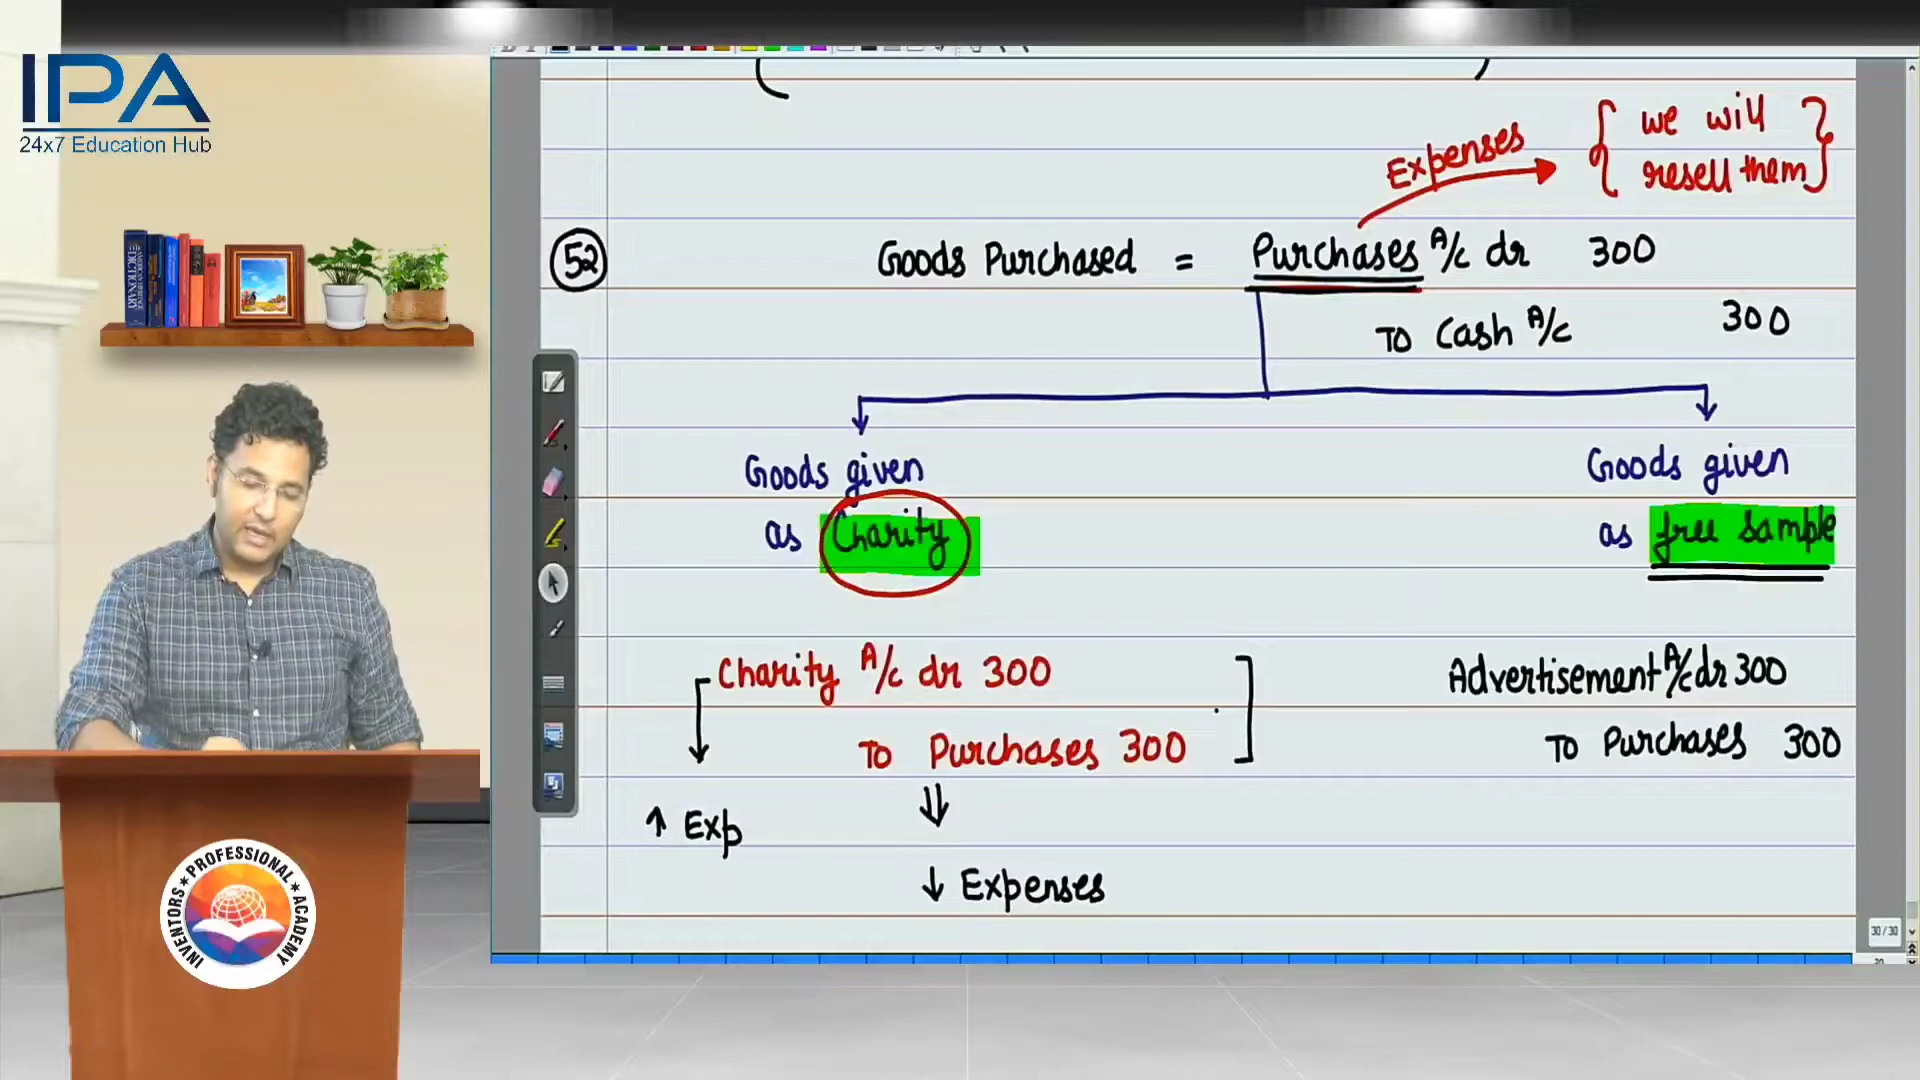 IPA
24x7 Education Hub
Expenses
{ we will
resell them }
52
Goods Purchased = Purchases A/c dr 300
To Cash A/c 300
Goods given
as Charity
Goods given
as free sample
Charity A/c dr 300
To Purchases 300
Advertisement A/c dr 300
To Purchases 300
↑ Exp
↓ Expenses
INVENTORS ★ PROFESSIONAL ★ ACADEMY
30/30